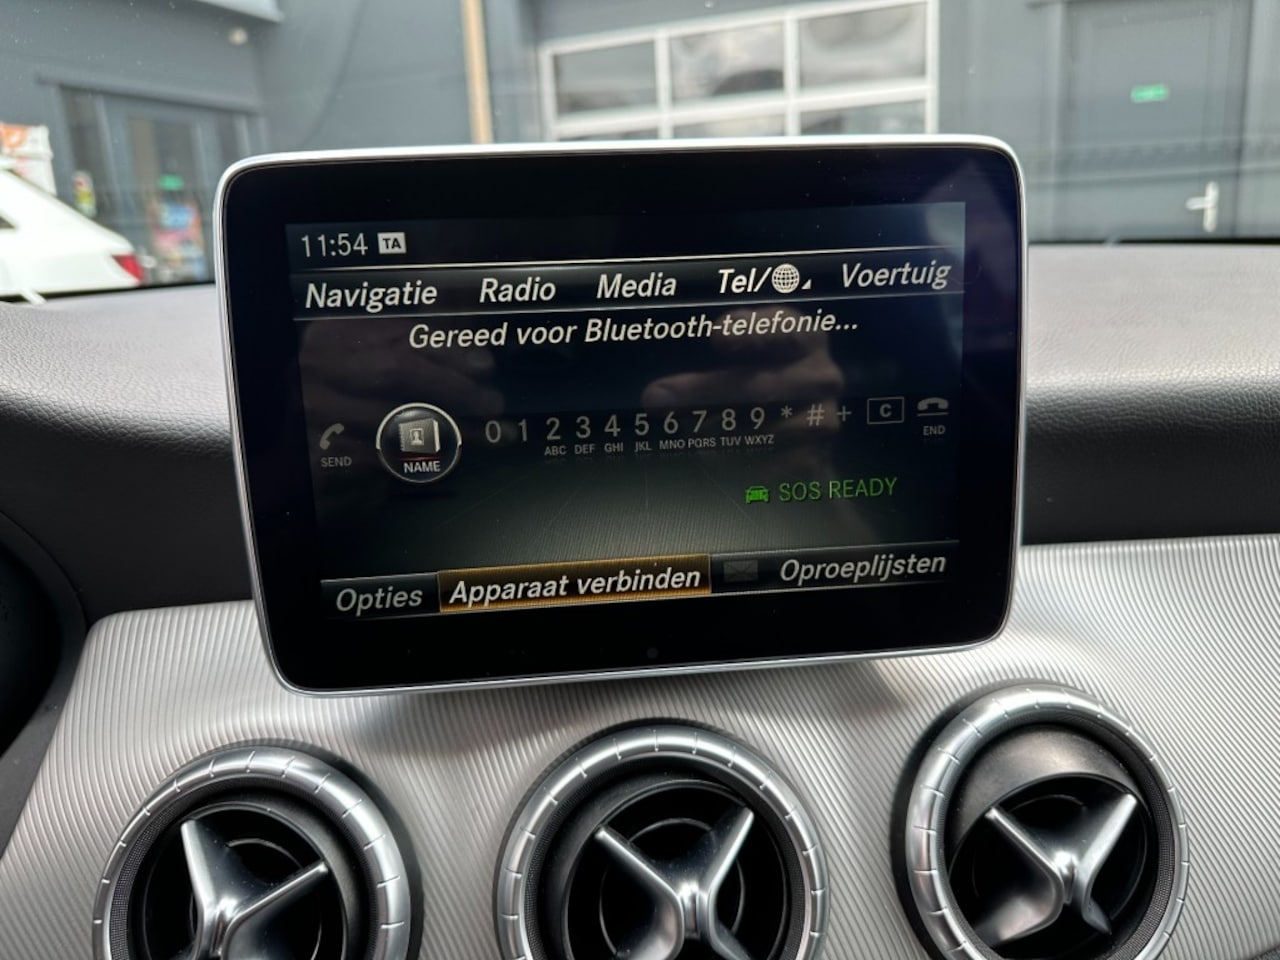 11:54 TA
Navigatie Radio Media Tel/ Voertuig
Gereed voor Bluetooth-telefonie...
0 1 2 3 4 5 6 7 8 9 * # + C
ABC DEF GHI JKL MNO PQRS TUV WXYZ
SEND NAME END
SOS READY
Opties Apparaat verbinden Oproeplijsten